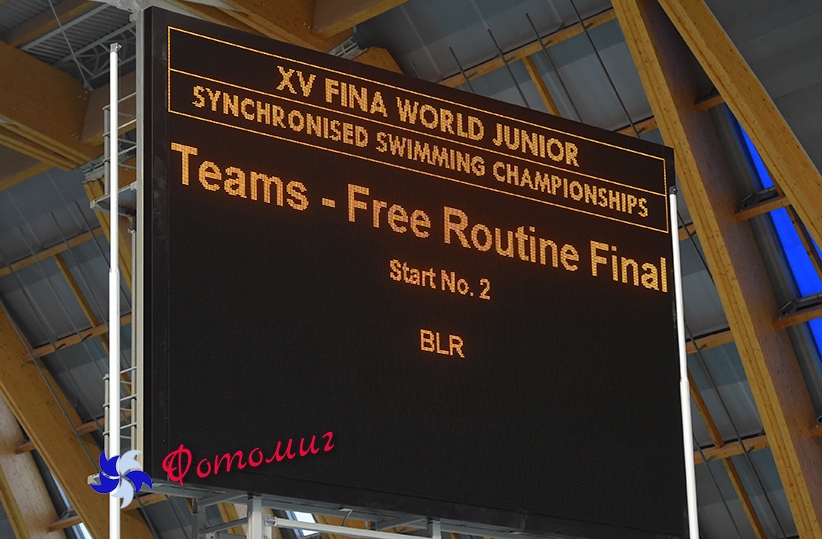 XV FINA WORLD JUNIOR
SYNCHRONISED SWIMMING CHAMPIONSHIPS
Teams - Free Routine Final
Start No. 2
BLR
Фотомиг